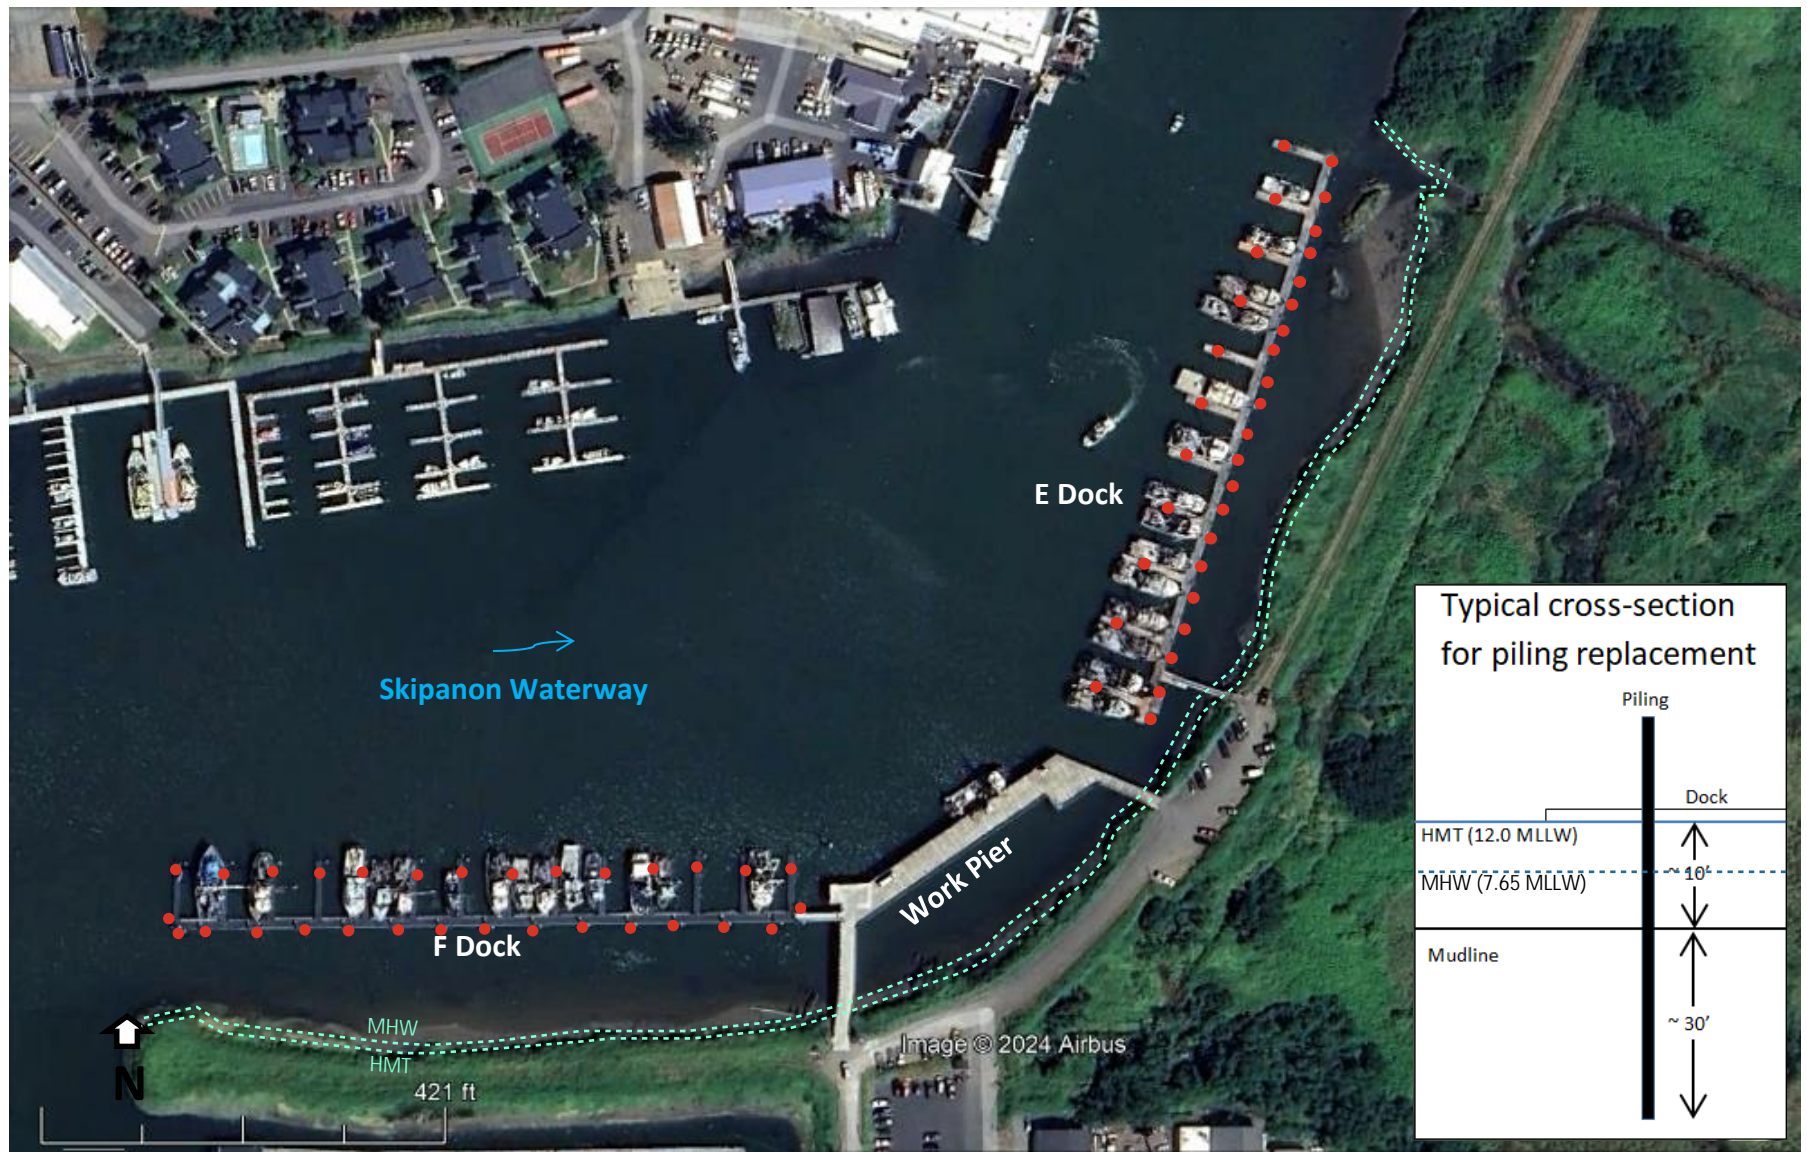 E Dock
Skipanon Waterway
Work Pier
F Dock
MHW
HMT
N
421 ft
Image © 2024 Airbus
Typical cross-section
for piling replacement
Piling
Dock
HMT (12.0 MLLW)
~ 10'
MHW (7.65 MLLW)
Mudline
~ 30'